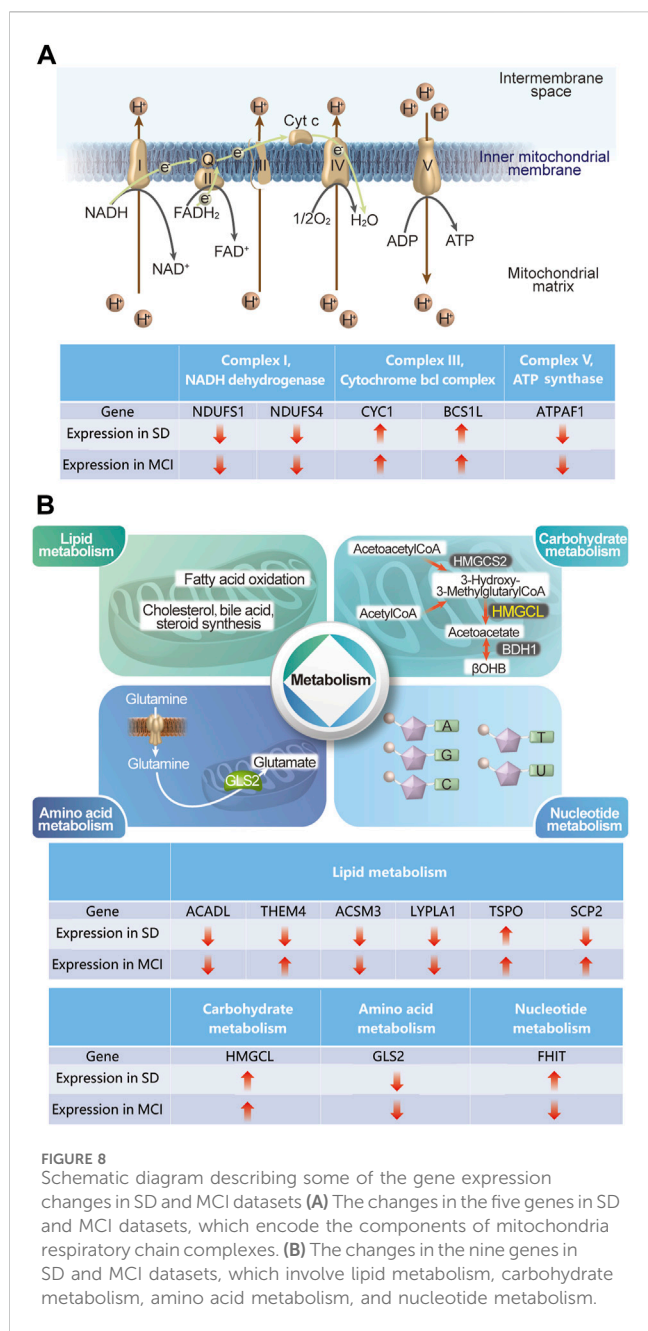 A
Intermembrane
space
H+ H+ H+ H+ H+ H+
Cyt c
I e- Q e- III e- IV V
II
e-
Inner mitochondrial
membrane
NADH FADH2 1/2O2 H2O ADP ATP
NAD+ FAD+
Mitochondrial
matrix
H+ H+ H+ H+ H+ H+ H+ H+
Complex I,
NADH dehydrogenase
Complex III,
Cytochrome bcl complex
Complex V,
ATP synthase
Gene NDUFS1 NDUFS4 CYC1 BCS1L ATPAF1
Expression in SD ↓ ↓ ↑ ↑ ↓
Expression in MCI ↓ ↓ ↑ ↑ ↓
B
Lipid
metabolism
Fatty acid oxidation
Cholesterol, bile acid,
steroid synthesis
Carbohydrate
metabolism
AcetoacetylCoA
HMGCS2
3-Hydroxy-
3-MethylglutarylCoA
AcetylCoA
HMGCL
Acetoacetate
BDH1
βOHB
Metabolism
Glutamine
Glutamine
Glutamate
GLS2
Amino acid
metabolism
A
T
G
U
C
Nucleotide
metabolism
Lipid metabolism
Gene ACADL THEM4 ACSM3 LYPLA1 TSPO SCP2
Expression in SD ↓ ↓ ↓ ↓ ↑ ↓
Expression in MCI ↓ ↑ ↓ ↓ ↑ ↑
Carbohydrate
metabolism
Amino acid
metabolism
Nucleotide
metabolism
Gene HMGCL GLS2 FHIT
Expression in SD ↑ ↓ ↑
Expression in MCI ↑ ↓ ↓
FIGURE 8
Schematic diagram describing some of the gene expression
changes in SD and MCI datasets (A) The changes in the five genes in SD
and MCI datasets, which encode the components of mitochondria
respiratory chain complexes. (B) The changes in the nine genes in
SD and MCI datasets, which involve lipid metabolism, carbohydrate
metabolism, amino acid metabolism, and nucleotide metabolism.